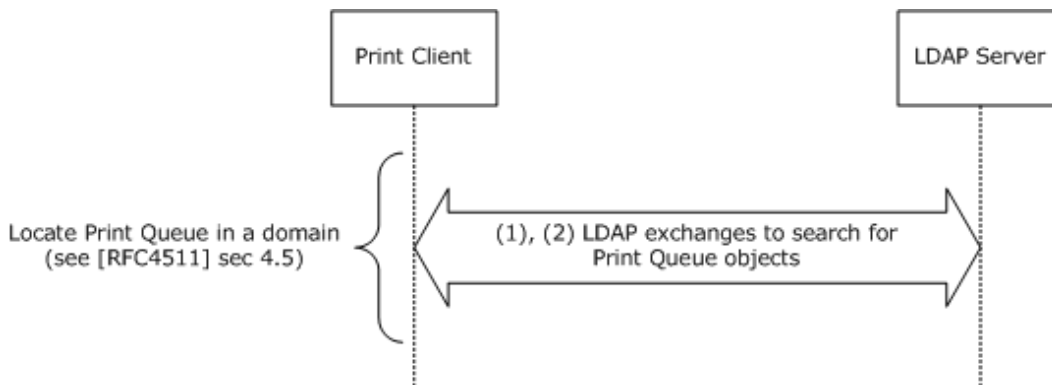 Print Client
LDAP Server
Locate Print Queue in a domain
(see [RFC4511] sec 4.5)
(1), (2) LDAP exchanges to search for
Print Queue objects